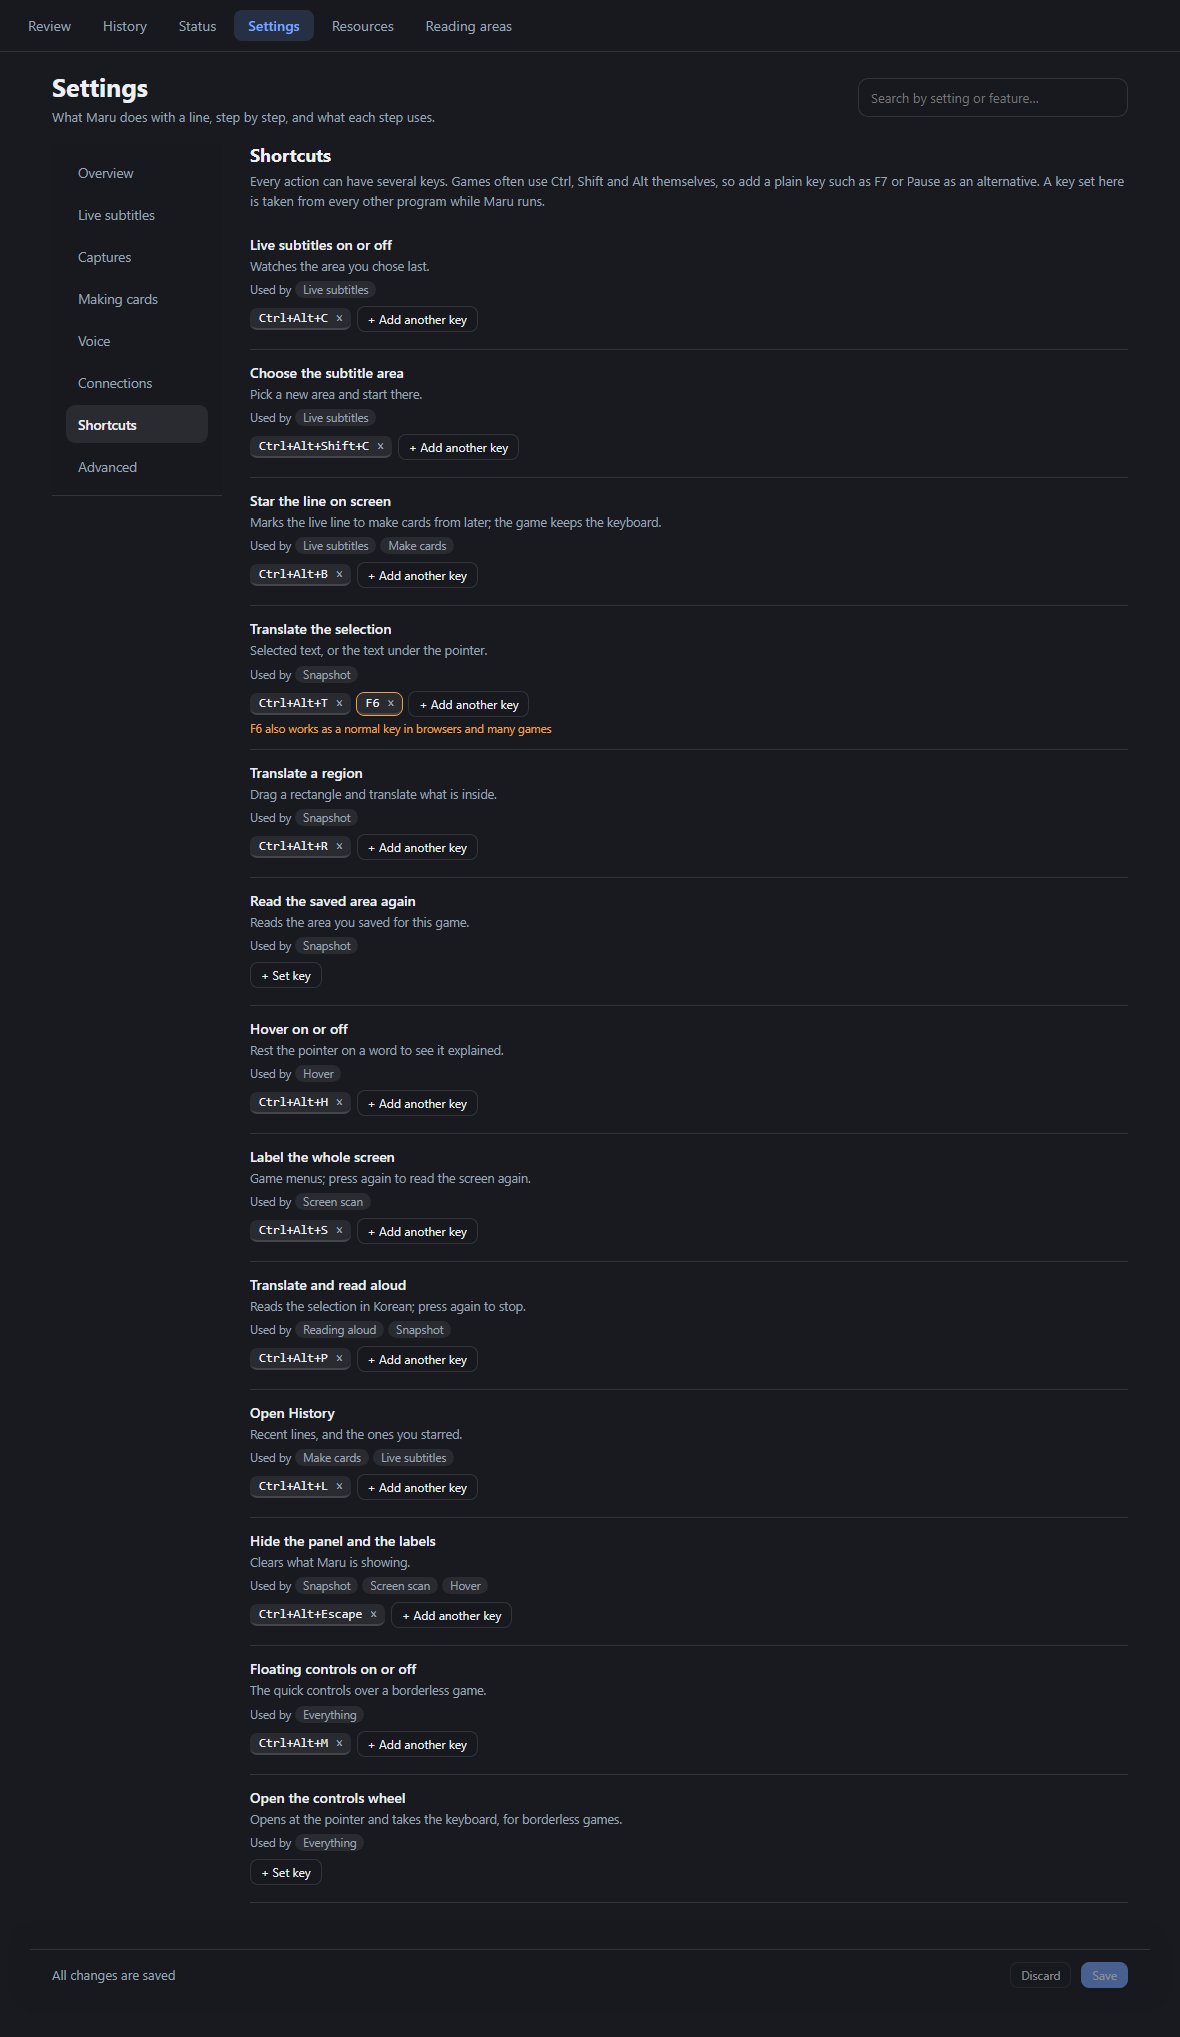 Review History Status Settings Resources Reading areas
Settings
Search by setting or feature...
What Maru does with a line, step by step, and what each step uses.
Overview
Live subtitles
Captures
Making cards
Voice
Connections
Shortcuts
Advanced
Shortcuts
Every action can have several keys. Games often use Ctrl, Shift and Alt themselves, so add a plain key such as F7 or Pause as an alternative. A key set here
is taken from every other program while Maru runs.
Live subtitles on or off
Watches the area you chose last.
Used by Live subtitles
Ctrl+Alt+C × + Add another key
Choose the subtitle area
Pick a new area and start there.
Used by Live subtitles
Ctrl+Alt+Shift+C × + Add another key
Star the line on screen
Marks the live line to make cards from later; the game keeps the keyboard.
Used by Live subtitles Make cards
Ctrl+Alt+B × + Add another key
Translate the selection
Selected text, or the text under the pointer.
Used by Snapshot
Ctrl+Alt+T × F6 × + Add another key
F6 also works as a normal key in browsers and many games
Translate a region
Drag a rectangle and translate what is inside.
Used by Snapshot
Ctrl+Alt+R × + Add another key
Read the saved area again
Reads the area you saved for this game.
Used by Snapshot
+ Set key
Hover on or off
Rest the pointer on a word to see it explained.
Used by Hover
Ctrl+Alt+H × + Add another key
Label the whole screen
Game menus; press again to read the screen again.
Used by Screen scan
Ctrl+Alt+S × + Add another key
Translate and read aloud
Reads the selection in Korean; press again to stop.
Used by Reading aloud Snapshot
Ctrl+Alt+P × + Add another key
Open History
Recent lines, and the ones you starred.
Used by Make cards Live subtitles
Ctrl+Alt+L × + Add another key
Hide the panel and the labels
Clears what Maru is showing.
Used by Snapshot Screen scan Hover
Ctrl+Alt+Escape × + Add another key
Floating controls on or off
The quick controls over a borderless game.
Used by Everything
Ctrl+Alt+M × + Add another key
Open the controls wheel
Opens at the pointer and takes the keyboard, for borderless games.
Used by Everything
+ Set key
All changes are saved
Discard Save